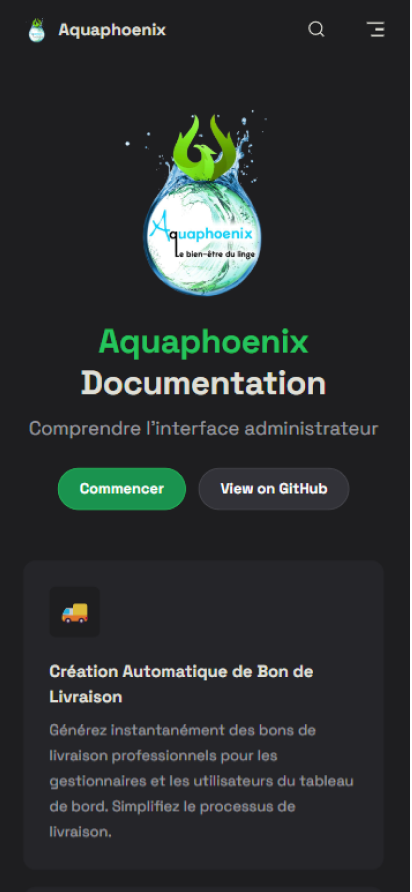 Aquaphoenix
Aquaphoenix
Le bien-être du linge
Aquaphoenix
Documentation
Comprendre l'interface administrateur
Commencer
View on GitHub
Création Automatique de Bon de
Livraison
Générez instantanément des bons de
livraison professionnels pour les
gestionnaires et les utilisateurs du tableau
de bord. Simplifiez le processus de
livraison.